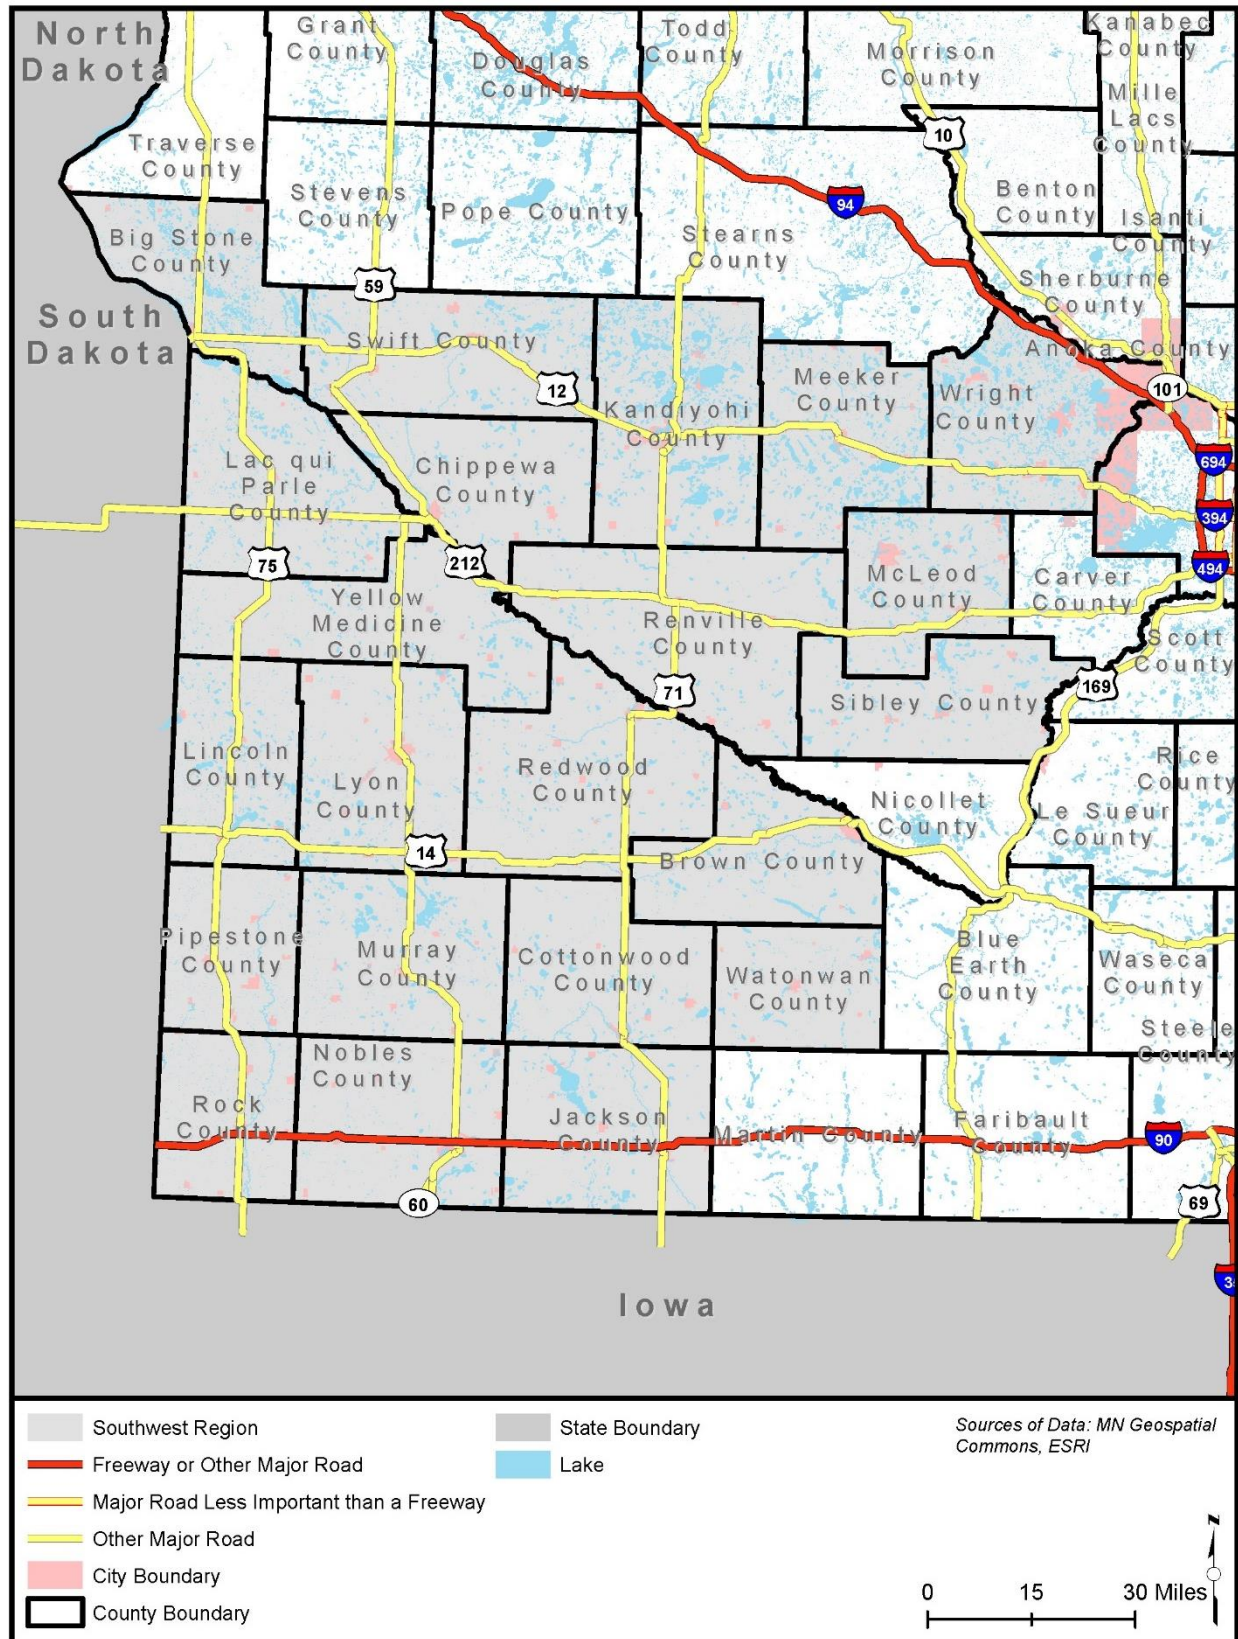 North
Dakota
Grant
County
Douglas
County
Todd
County
Morrison
County
Kanabec
County
Mille
Lacs
County
10
Traverse
County
Stevens
County
Pope County
94
Benton
County
Isanti
County
Big Stone
County
Stearns
County
Sherburne
County
59
South
Dakota
Swift County
Anoka County
12
Meeker
County
Wright
County
101
Kandiyohi
County
Lac qui
Parle
County
Chippewa
County
694
394
75
212
McLeod
County
Carver
County
494
Yellow
Medicine
County
Renville
County
Scott
County
71
169
Sibley County
Lincoln
County
Lyon
County
Redwood
County
Rice
County
Nicollet
County
Le Sueur
County
14
Brown County
Pipestone
County
Murray
County
Cottonwood
County
Watonwan
County
Blue
Earth
County
Waseca
County
Steele
County
Nobles
County
Rock
County
Jackson
County
Martin County
Faribault
County
90
60
69
Iowa
Southwest Region
Freeway or Other Major Road
Major Road Less Important than a Freeway
Other Major Road
City Boundary
County Boundary
State Boundary
Lake
Sources of Data: MN Geospatial
Commons, ESRI
N
0 15 30 Miles